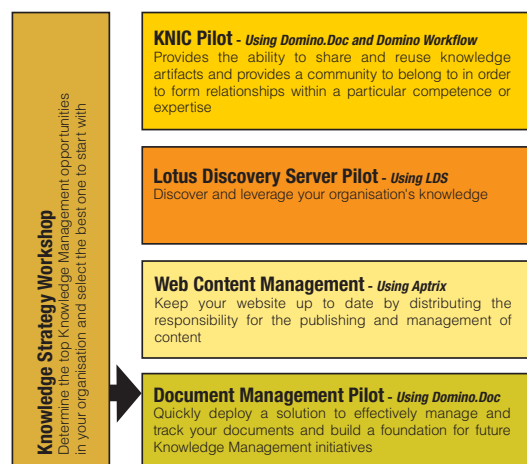 Knowledge Strategy Workshop
Determine the top Knowledge Management opportunities
in your organisation and select the best one to start with
KNIC Pilot - Using Domino.Doc and Domino Workflow
Provides the ability to share and reuse knowledge
artifacts and provides a community to belong to in order
to form relationships within a particular competence or
expertise
Lotus Discovery Server Pilot - Using LDS
Discover and leverage your organisation's knowledge
Web Content Management - Using Aptrix
Keep your website up to date by distributing the
responsibility for the publishing and management of
content
Document Management Pilot - Using Domino.Doc
Quickly deploy a solution to effectively manage and
track your documents and build a foundation for future
Knowledge Management initiatives